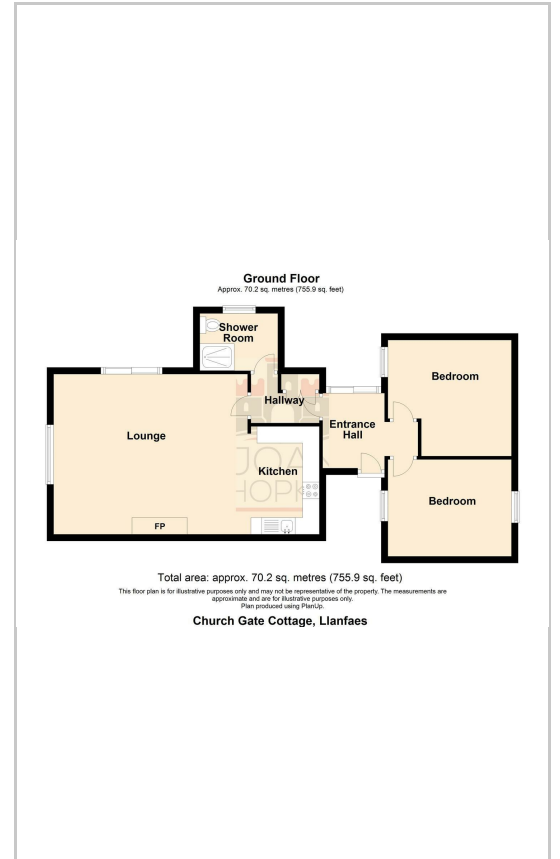 Ground Floor
Approx. 70.2 sq. metres (755.9 sq. feet)
Shower
Room
Bedroom
Hallway
Lounge
Entrance
Hall
JOAN
HOPK
Kitchen
Bedroom
FP
Total area: approx. 70.2 sq. metres (755.9 sq. feet)
This floor plan is for illustrative purposes only and may not be representative of the property. The measurements are
approximate and are for illustrative purposes only.
Plan produced using PlanUp.
Church Gate Cottage, Llanfaes